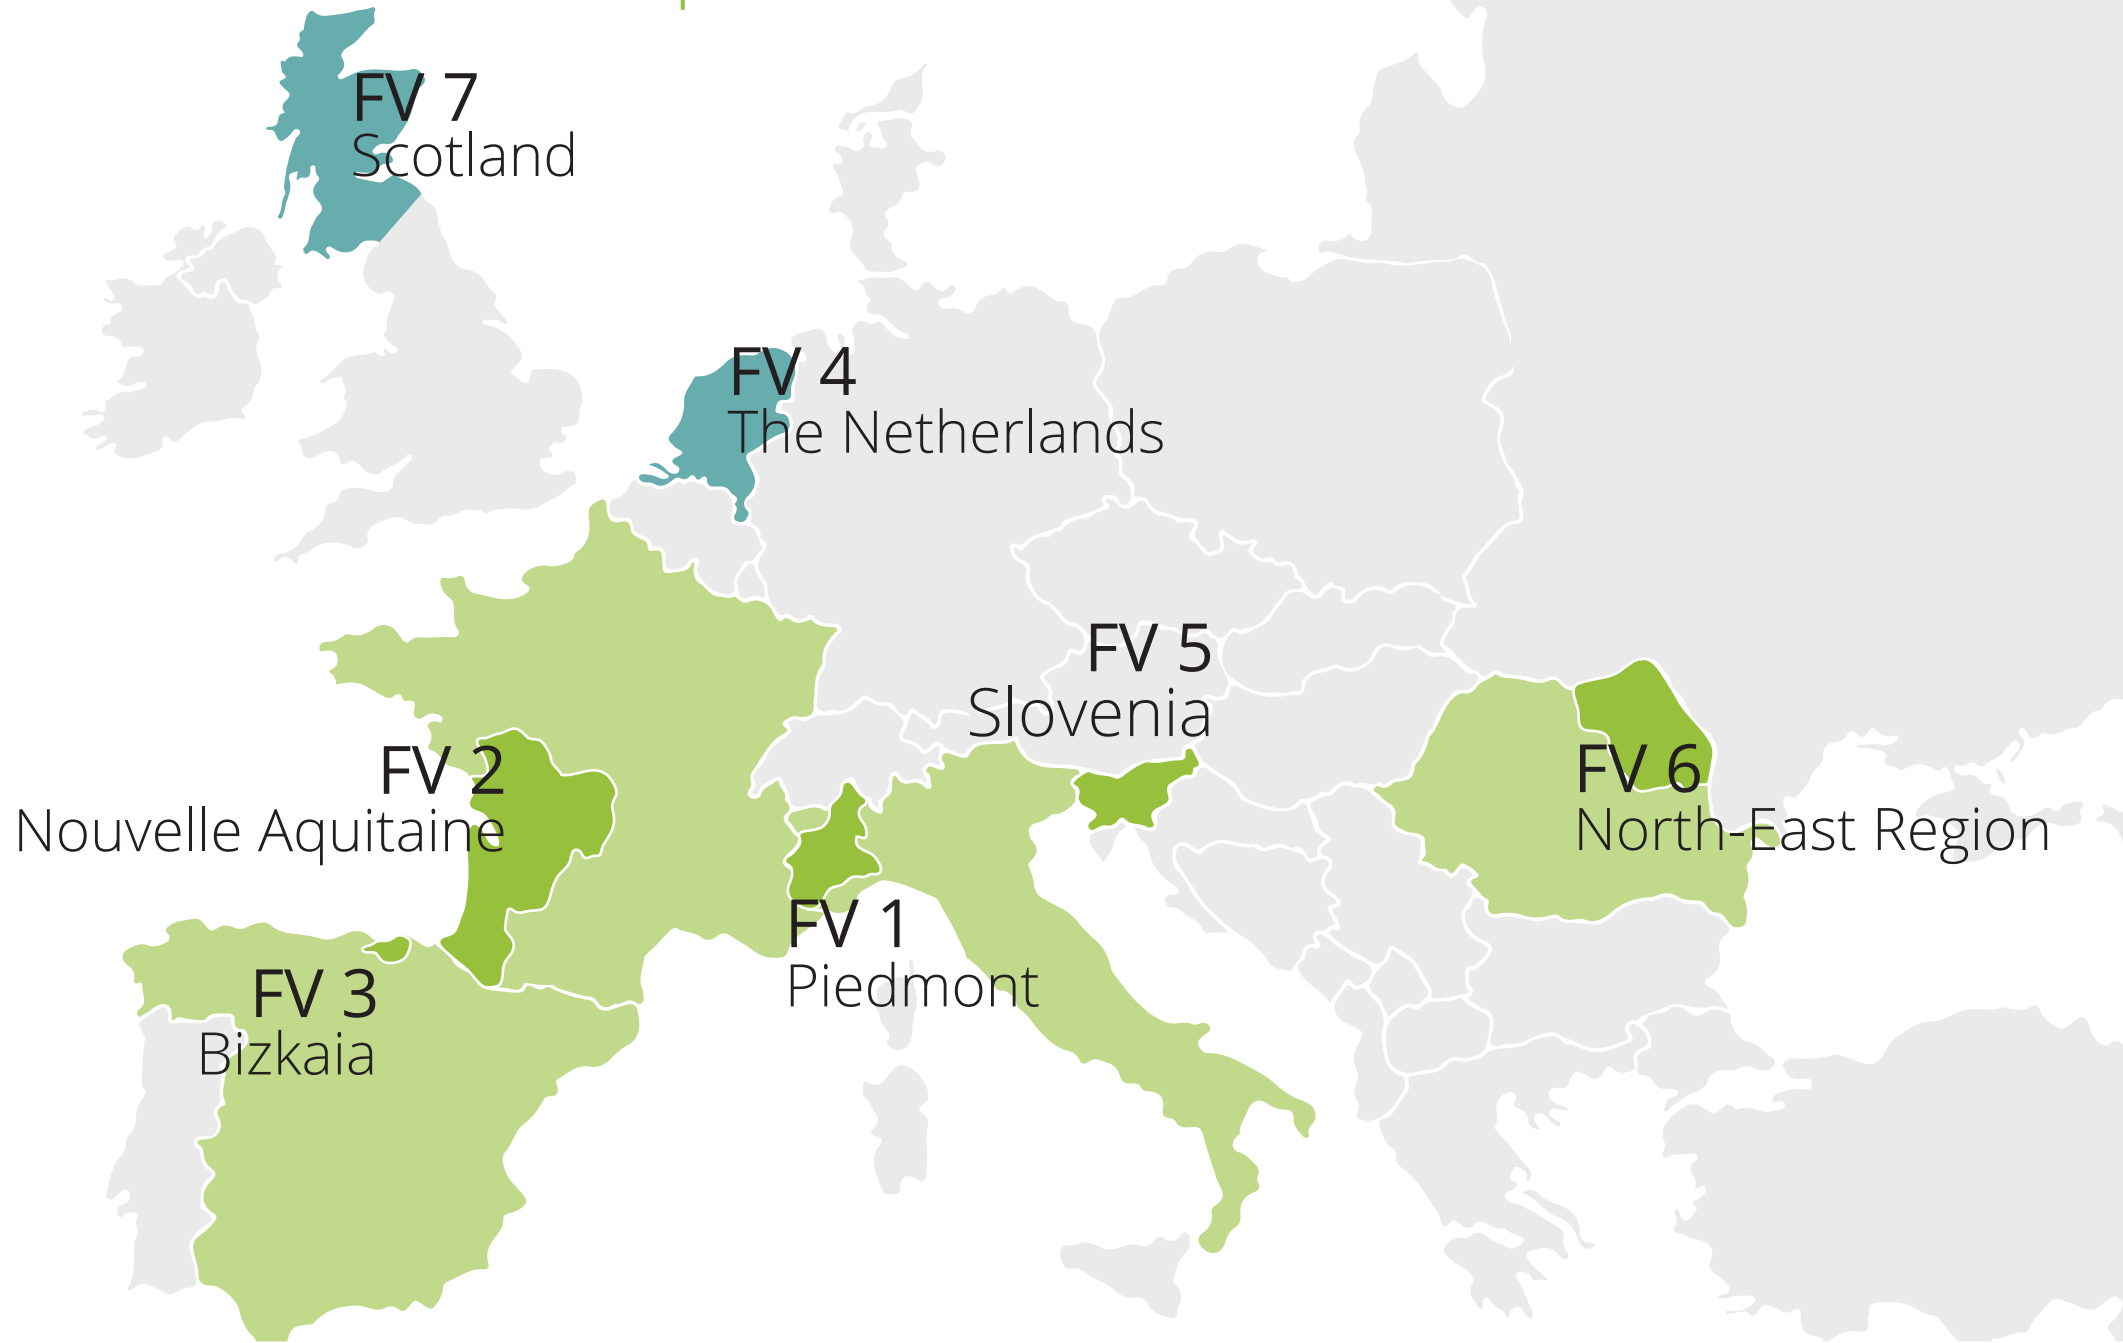 FV 7
Scotland
FV 4
The Netherlands
FV 5
Slovenia
FV 2
Nouvelle Aquitaine
FV 6
North-East Region
FV 1
Piedmont
FV 3
Bizkaia